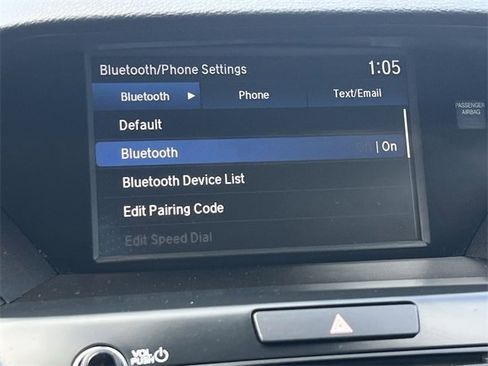 Bluetooth/Phone Settings 1:05
Bluetooth ▶ Phone Text/Email
Default
Bluetooth | On
Bluetooth Device List
Edit Pairing Code
Edit Speed Dial
PASSENGER
AIRBAG
VOL
PUSH